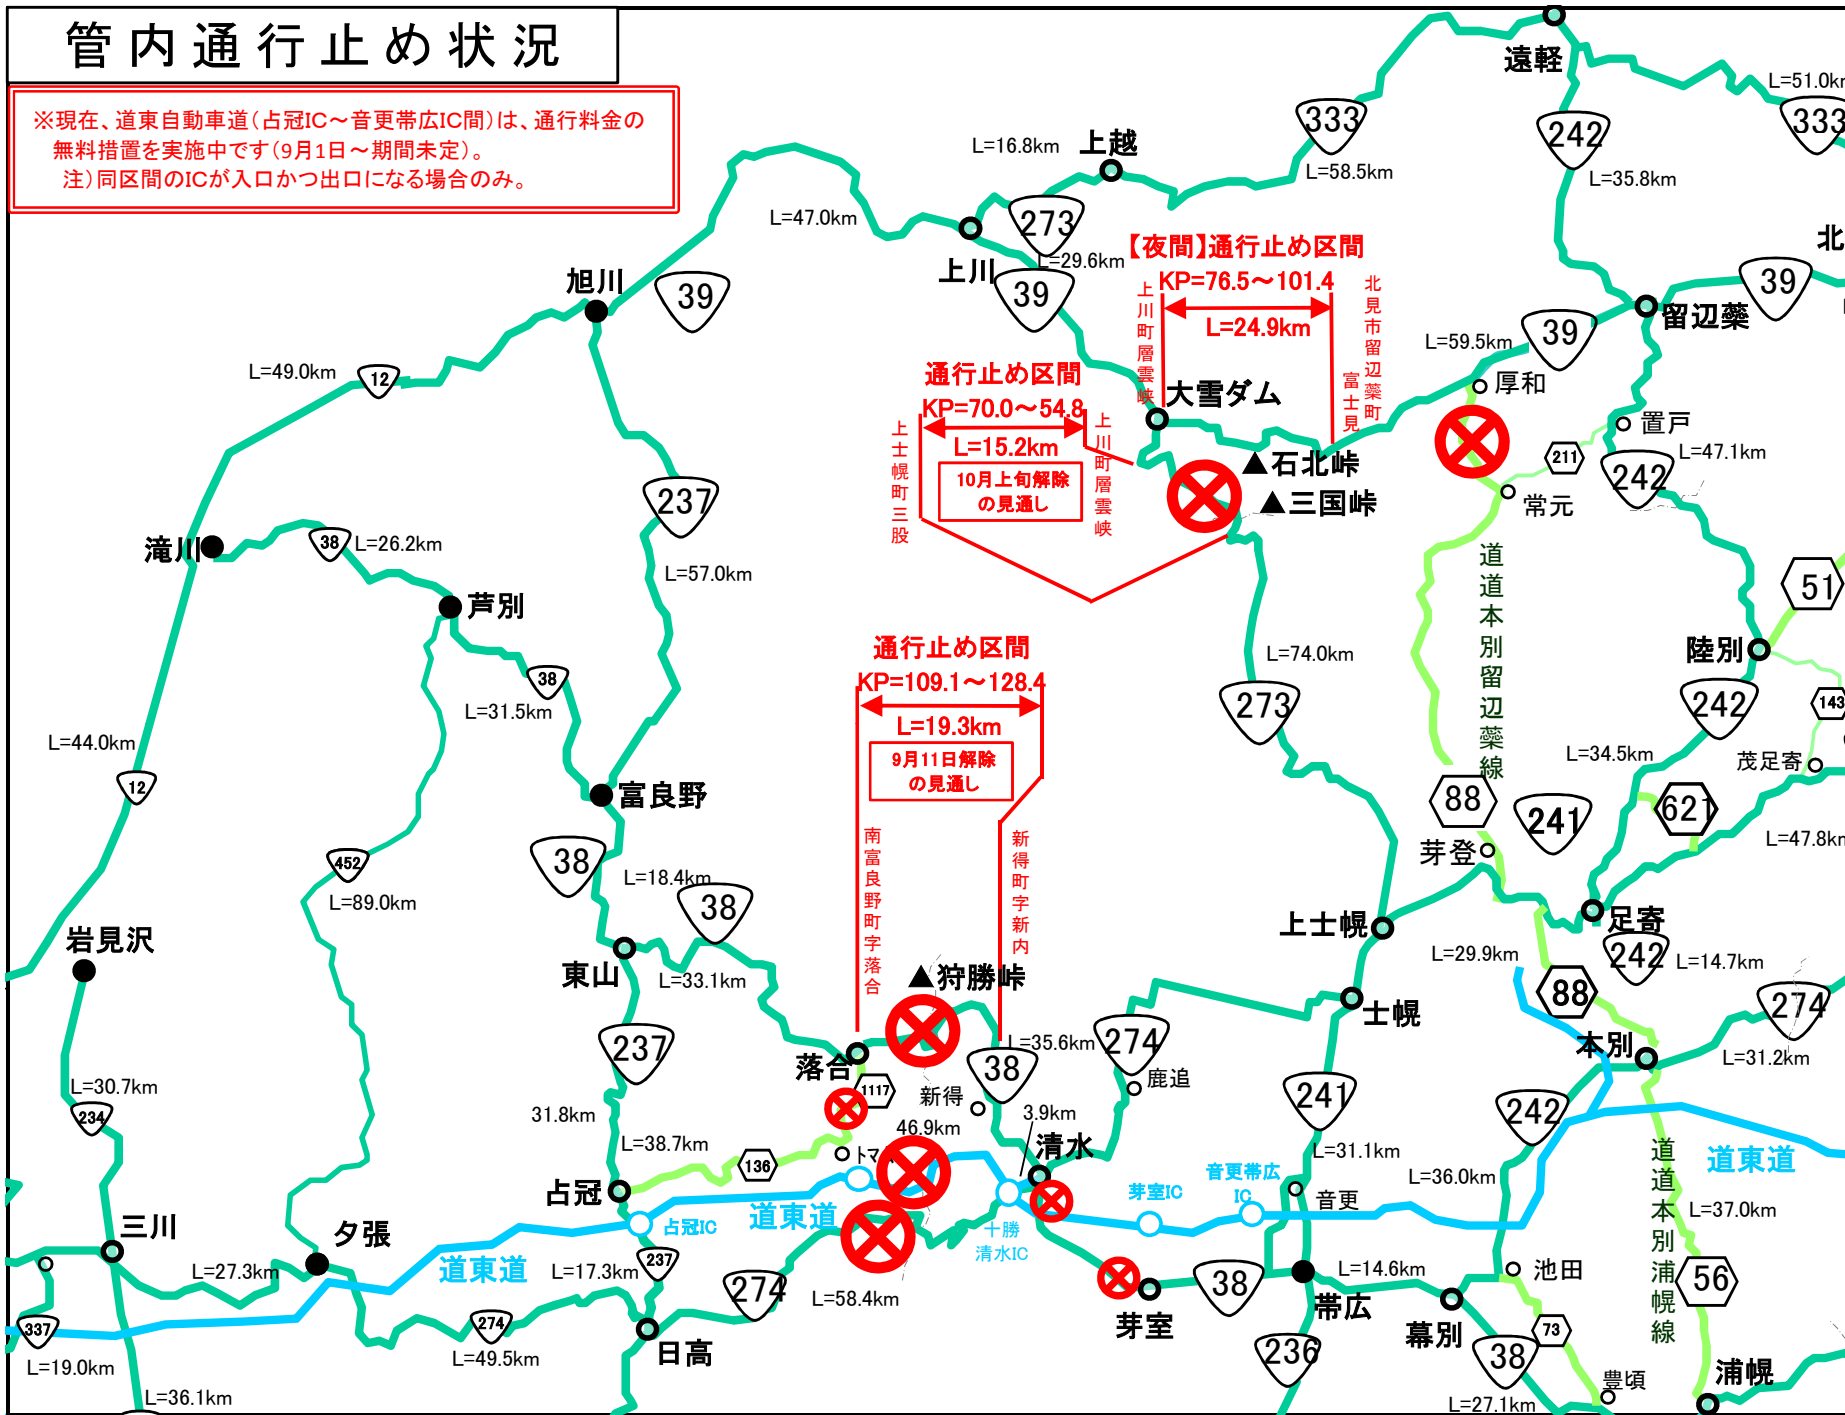 管内通行止め状況
※現在、道東自動車道(占冠IC～音更帯広IC間)は、通行料金の
無料措置を実施中です(9月1日～期間未定)。
注)同区間のICが入口かつ出口になる場合のみ。
遠軽
L=51.0km
333
333
242
L=58.5km
L=35.8km
上越
L=16.8km
273
L=47.0km
上川
L=29.6km
39
【夜間】通行止め区間
KP=76.5～101.4
L=24.9km
上川町層雲峡
北見市留辺蘂町
富士見
北
39
留辺蘂
39
L=59.5km
旭川
39
L=49.0km
12
通行止め区間
KP=70.0～54.8
L=15.2km
10月上旬解除
の見通し
上士幌町三股
上川町層雲峡
大雪ダム
▲石北峠
▲三国峠
厚和
置戸
211
L=47.1km
242
常元
道道本別留辺蘂線
237
滝川
38
L=26.2km
L=57.0km
芦別
51
陸別
38
L=31.5km
L=74.0km
273
242
143
L=34.5km
茂足寄
通行止め区間
KP=109.1～128.4
L=19.3km
9月11日解除
の見通し
南富良野町字落合
新得町字新内
L=44.0km
12
富良野
88
241
621
L=47.8km
芽登
452
L=89.0km
38
L=18.4km
38
上士幌
足寄
242
L=14.7km
L=29.9km
岩見沢
東山
L=33.1km
▲狩勝峠
士幌
88
274
237
落合
L=35.6km
38
274
本別
L=31.2km
L=30.7km
234
1117
新得
鹿追
31.8km
46.9km
3.9km
241
242
L=38.7km
136
清水
L=31.1km
L=36.0km
道道本別浦幌線
道東道
音更帯広
IC
芽室IC
占冠
占冠IC
道東道
十勝
清水IC
音更
L=37.0km
三川
夕張
L=27.3km
道東道
L=17.3km
237
274
L=58.4km
38
L=14.6km
池田
56
337
L=19.0km
274
L=49.5km
日高
芽室
帯広
236
幕別
38
73
L=36.1km
L=27.1km
豊頃
浦幌